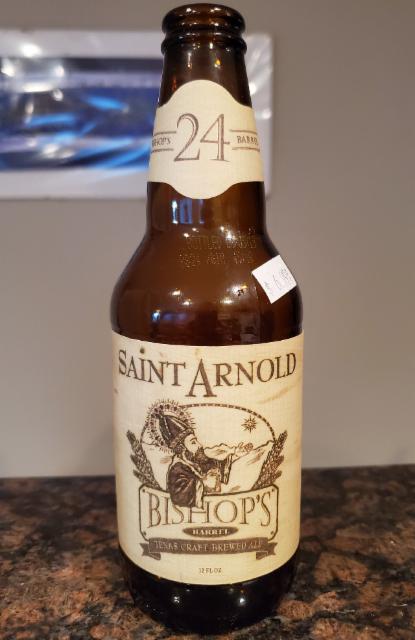 BISHOP'S 24 BARREL
SAINT ARNOLD
BISHOP'S
BARREL
TEXAS CRAFT BREWED ALE
12 FL OZ